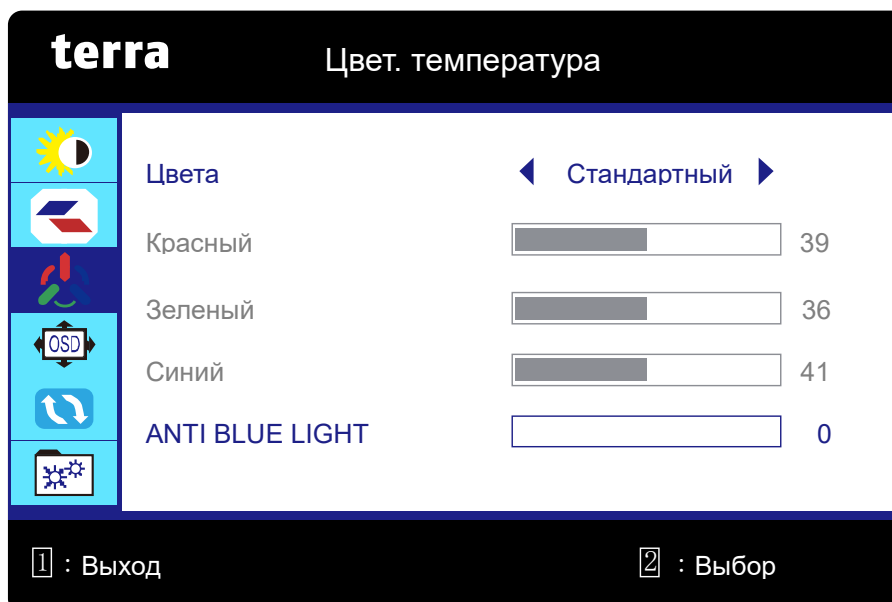 terra
Цвет. температура
Цвета Стандартный
Красный 39
Зеленый 36
OSD
Синий 41
ANTI BLUE LIGHT 0
1 : Выход 2 : Выбор